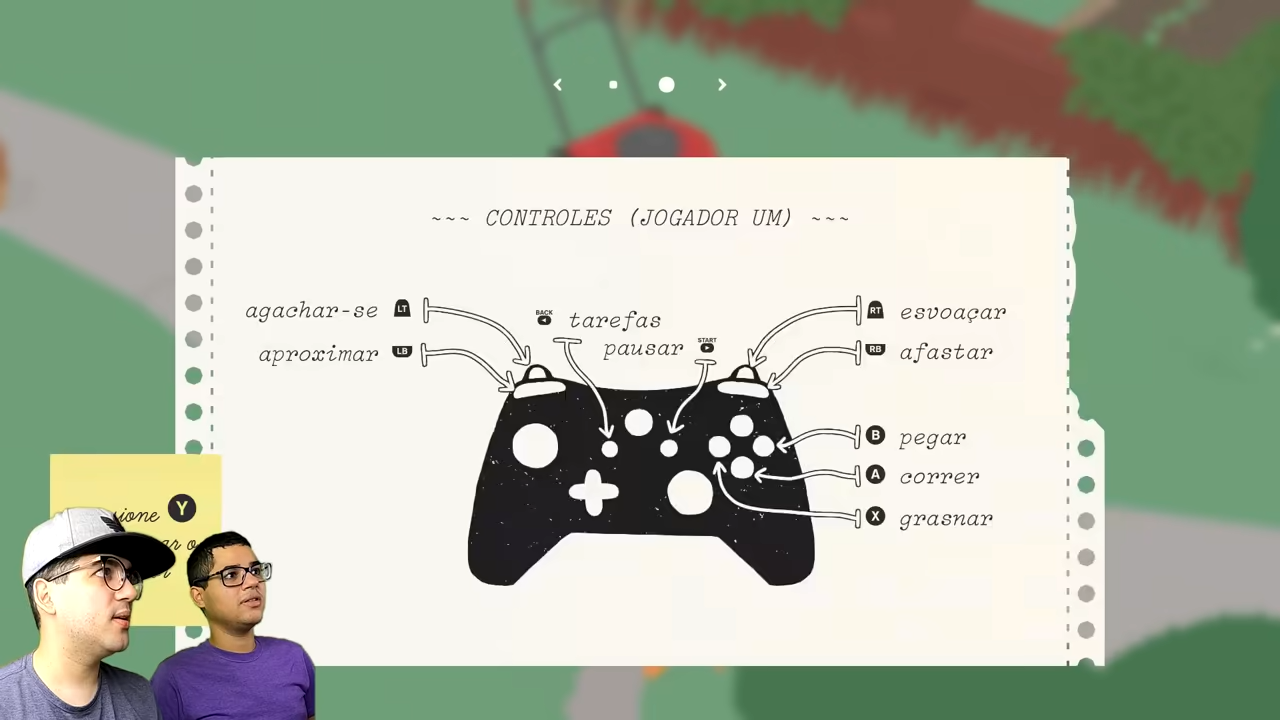 ~~~ CONTROLES (JOGADOR UM) ~~~
agachar-se LT
BACK tarefas
RT esvoaçar
aproximar LB
pausar START
RB afastar
B pegar
A correr
X grasnar
Y